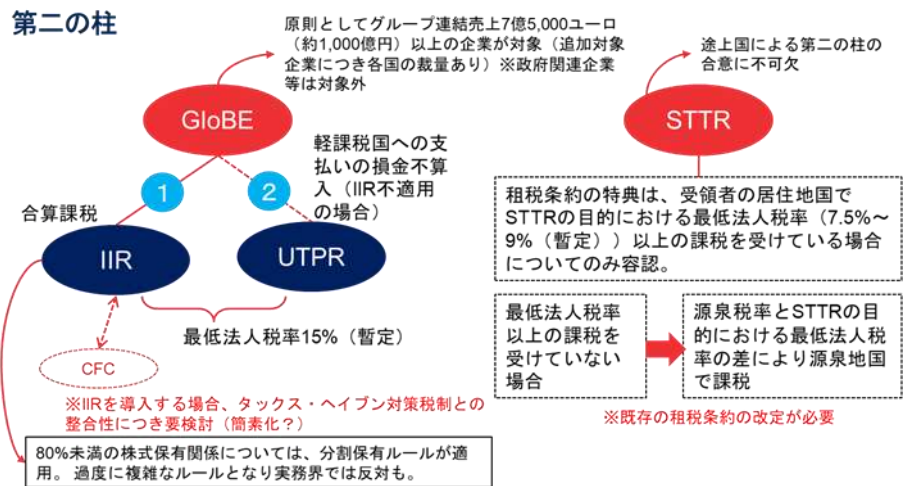 第二の柱
原則としてグループ連結売上7億5,000ユーロ
（約1,000億円）以上の企業が対象（追加対象
企業につき各国の裁量あり）※政府関連企業
等は対象外
途上国による第二の柱の
合意に不可欠
GloBE
STTR
軽課税国への支
払いの損金不算
入（IIR不適用
の場合）
1
2
合算課税
IIR
UTPR
租税条約の特典は、受領者の居住地国で
STTRの目的における最低法人税率（7.5%～
9%（暫定））以上の課税を受けている場合
についてのみ容認。
最低法人税率15%（暫定）
CFC
最低法人税率
以上の課税を
受けていない
場合
源泉税率とSTTRの目
的における最低法人税
率の差により源泉地国
で課税
※IIRを導入する場合、タックス・ヘイブン対策税制との
整合性につき要検討（簡素化？）
※既存の租税条約の改定が必要
80%未満の株式保有関係については、分割保有ルールが適
用。 過度に複雑なルールとなり実務界では反対も。